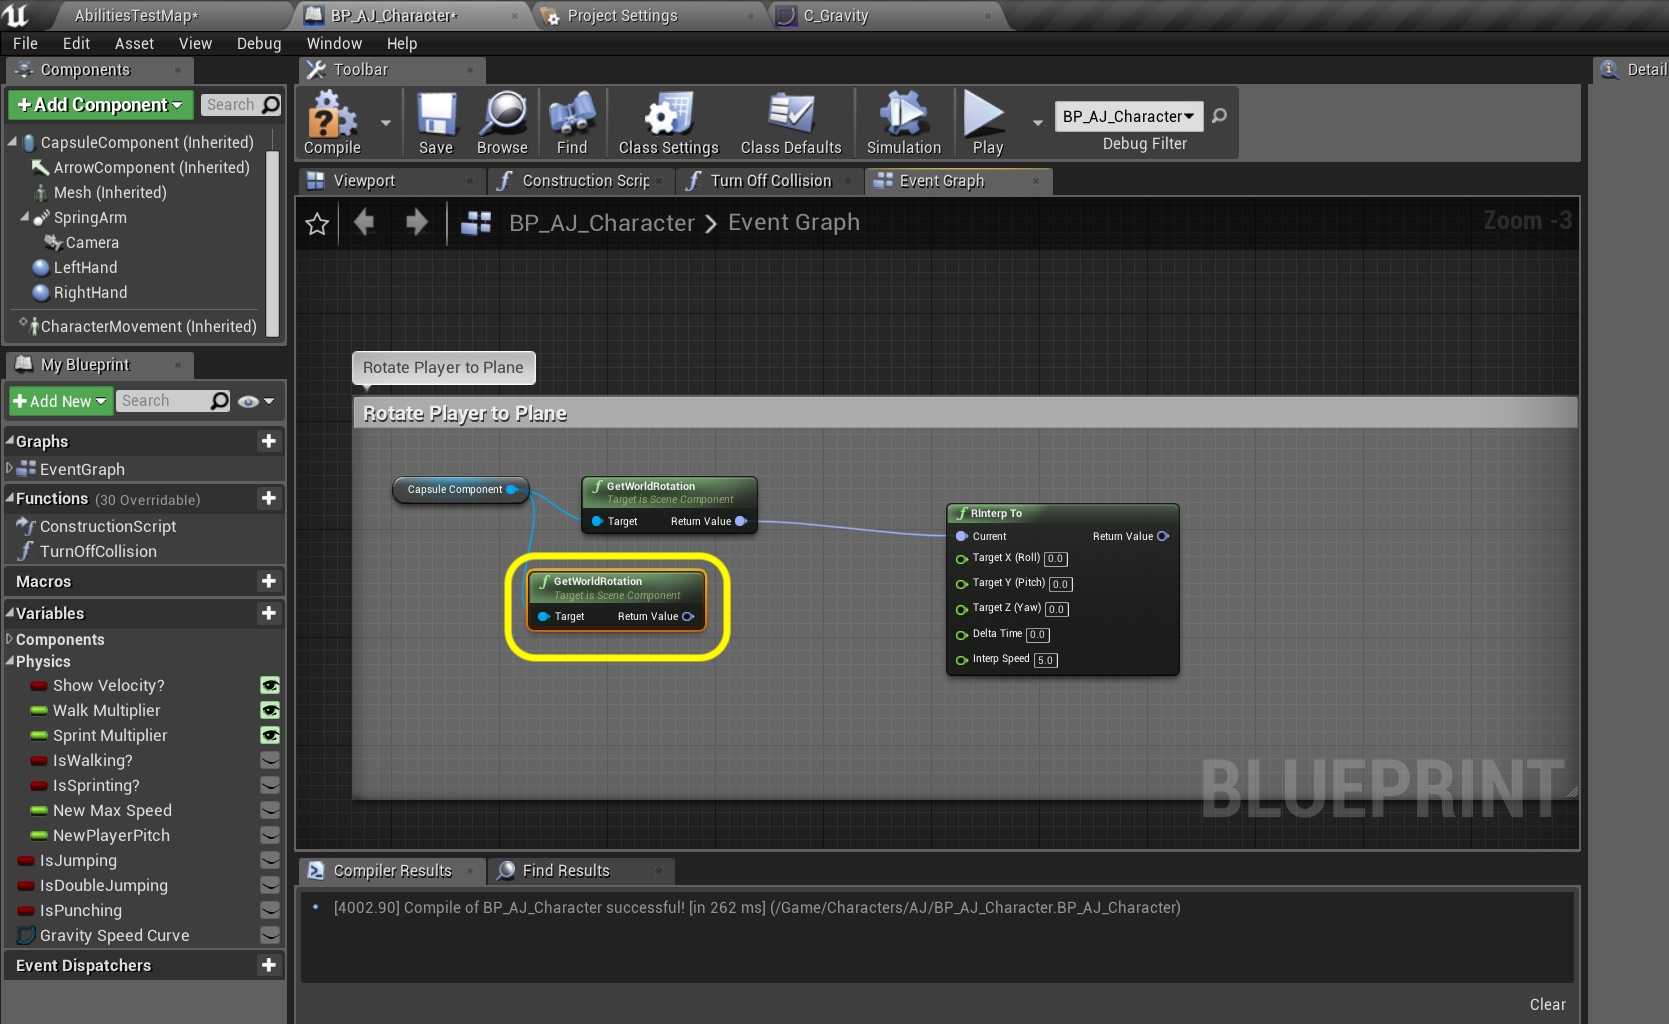 AbilitiesTestMap*
BP_AJ_Character*
Project Settings
C_Gravity
File Edit Asset View Debug Window Help
Components
Toolbar
Detail
+Add Component
Search
Compile
Save
Browse
Find
Class Settings
Class Defaults
Simulation
Play
BP_AJ_Character
Debug Filter
CapsuleComponent (Inherited)
ArrowComponent (Inherited)
Mesh (Inherited)
SpringArm
Camera
LeftHand
RightHand
CharacterMovement (Inherited)
Viewport
Construction Scrip
Turn Off Collision
Event Graph
BP_AJ_Character > Event Graph
Zoom -3
Rotate Player to Plane
Rotate Player to Plane
Capsule Component
GetWorldRotation
Target is Scene Component
Target Return Value
GetWorldRotation
Target is Scene Component
Target Return Value
RInterp To
Current Return Value
Target X (Roll) 0.0
Target Y (Pitch) 0.0
Target Z (Yaw) 0.0
Delta Time 0.0
Interp Speed 5.0
BLUEPRINT
My Blueprint
+Add New
Search
Graphs
EventGraph
Functions (30 Overridable)
ConstructionScript
TurnOffCollision
Macros
Variables
Components
Physics
Show Velocity?
Walk Multiplier
Sprint Multiplier
IsWalking?
IsSprinting?
New Max Speed
NewPlayerPitch
IsJumping
IsDoubleJumping
IsPunching
Gravity Speed Curve
Event Dispatchers
Compiler Results
Find Results
[4002.90] Compile of BP_AJ_Character successful! [in 262 ms] (/Game/Characters/AJ/BP_AJ_Character.BP_AJ_Character)
Clear